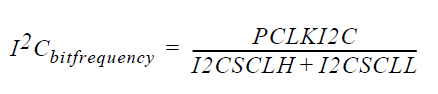 I²C_bitfrequency = PCLKI2C / (I2CSCLH + I2CSCLL)